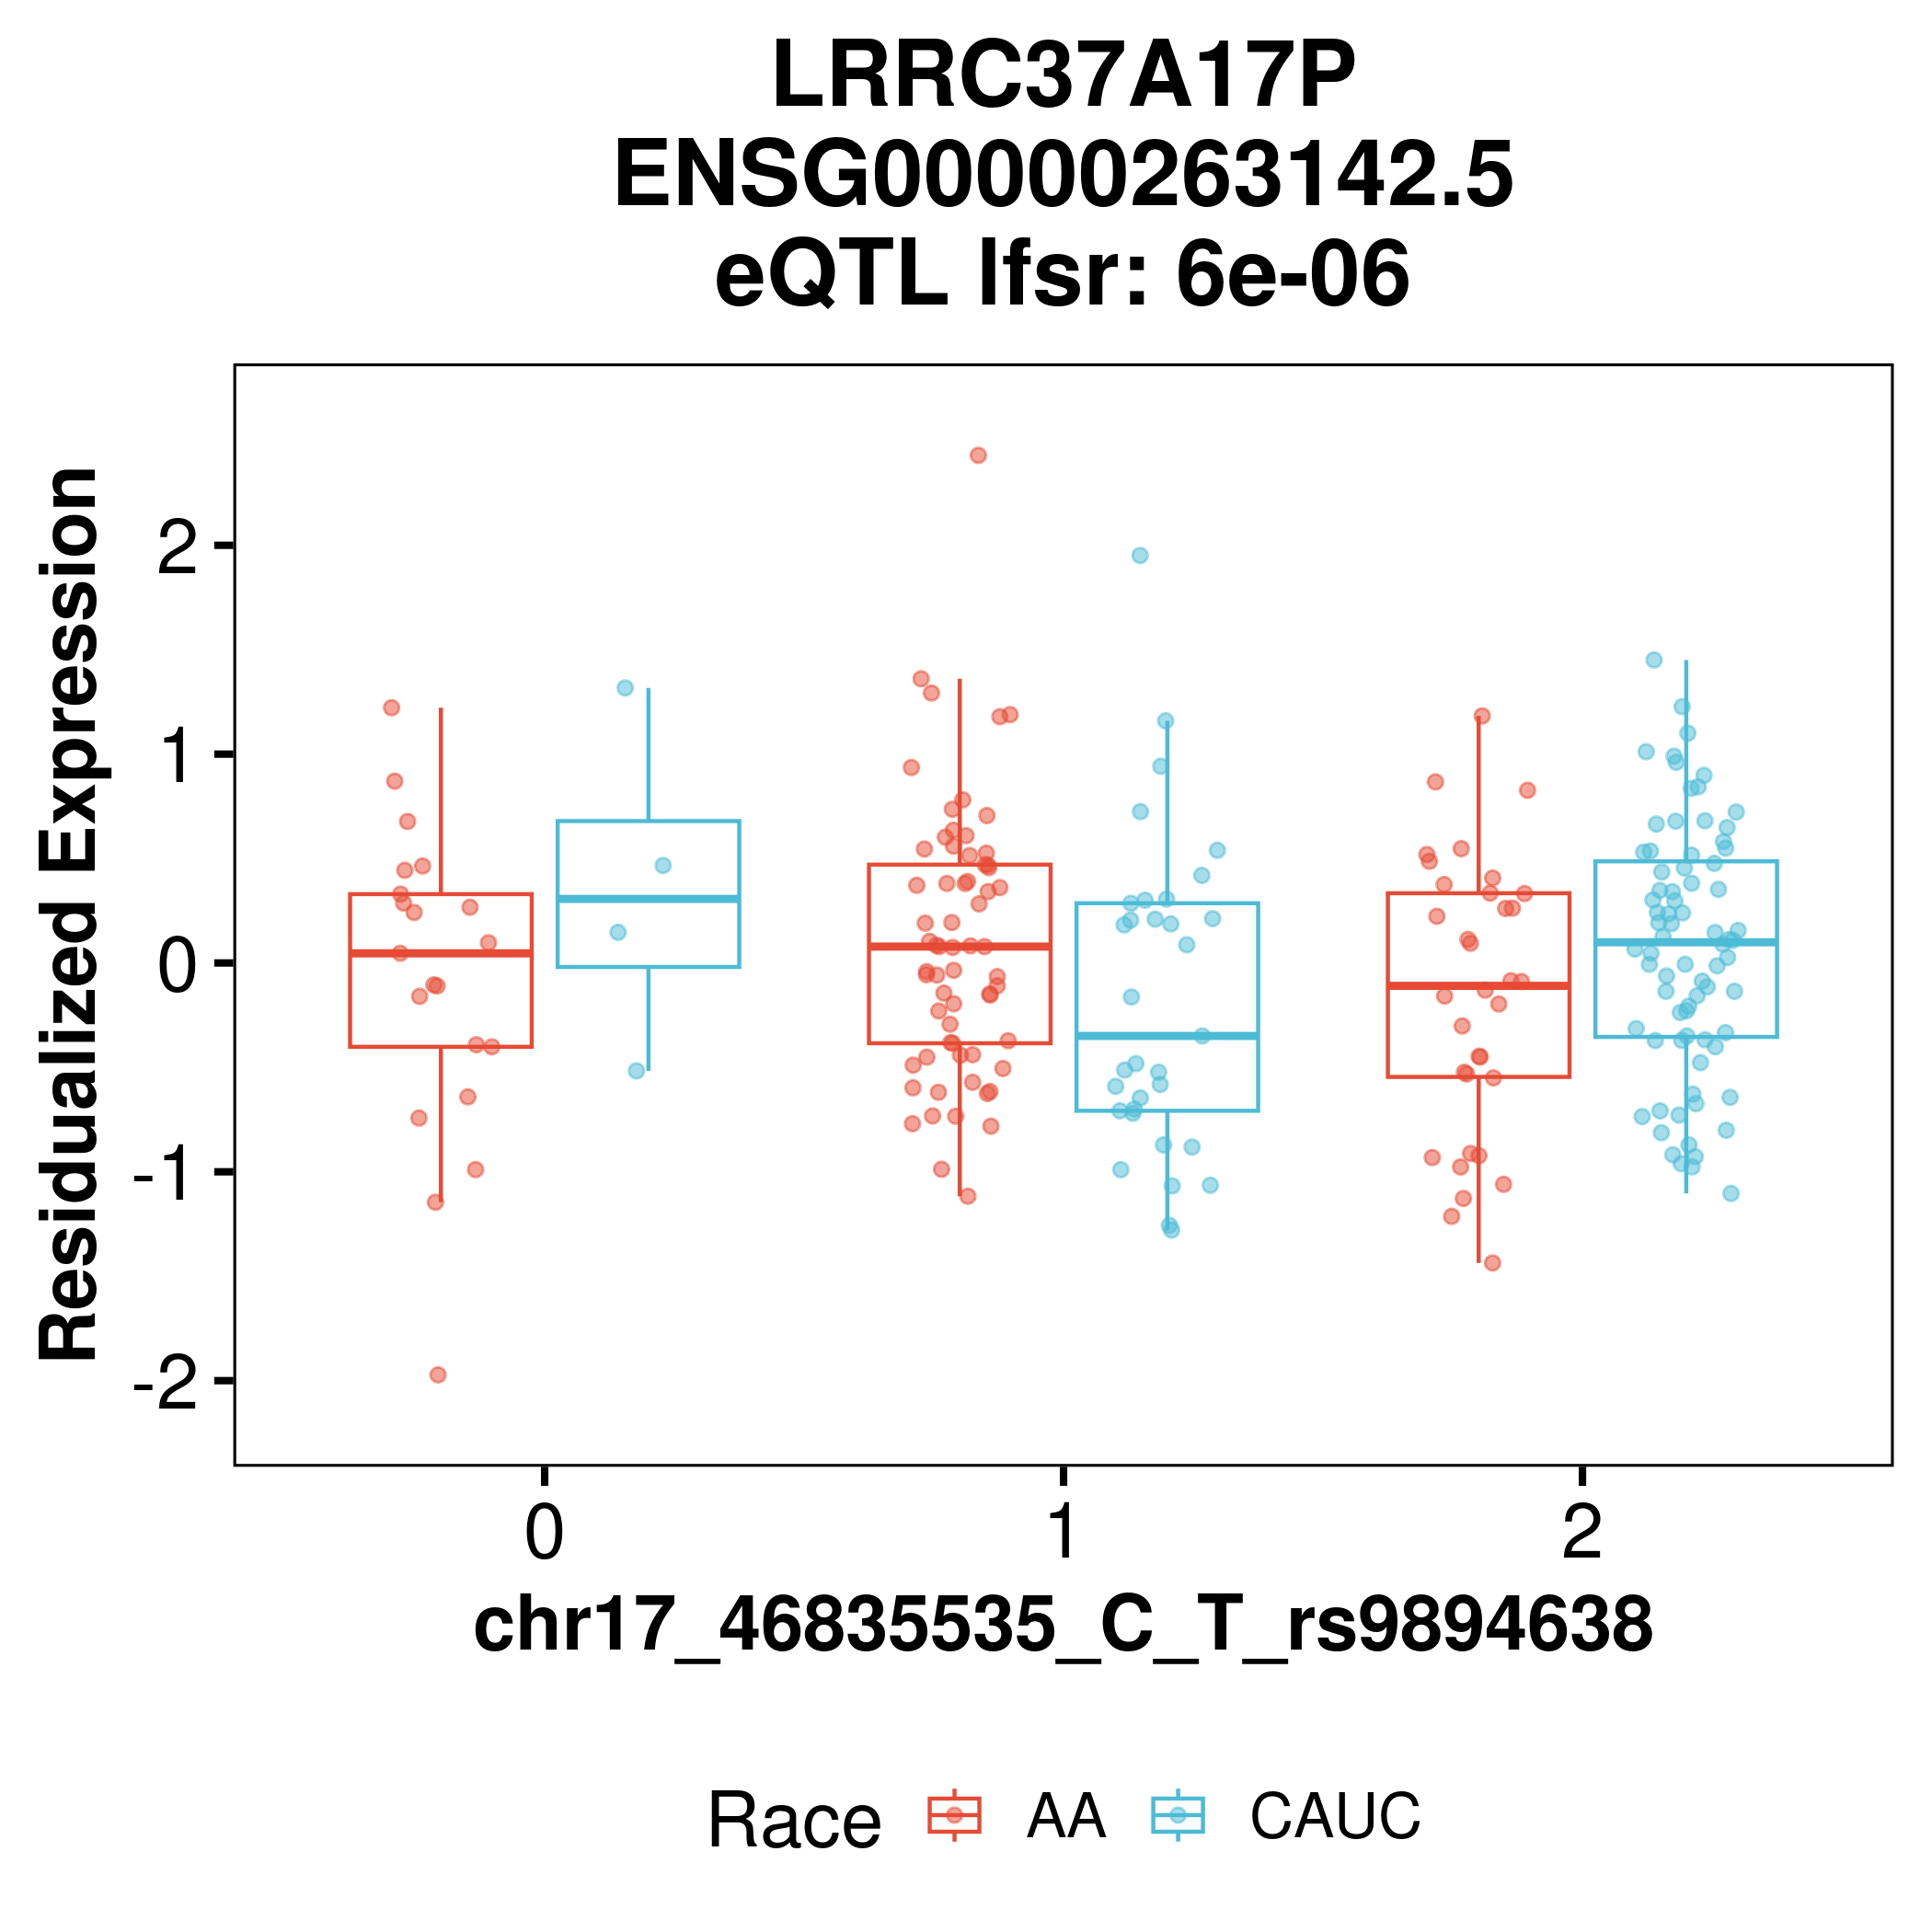 LRRC37A17P
ENSG00000263142.5
eQTL lfsr: 6e-06
Residualized Expression
2
1
0
-1
-2
0 1 2
chr17_46835535_C_T_rs9894638
Race AA CAUC